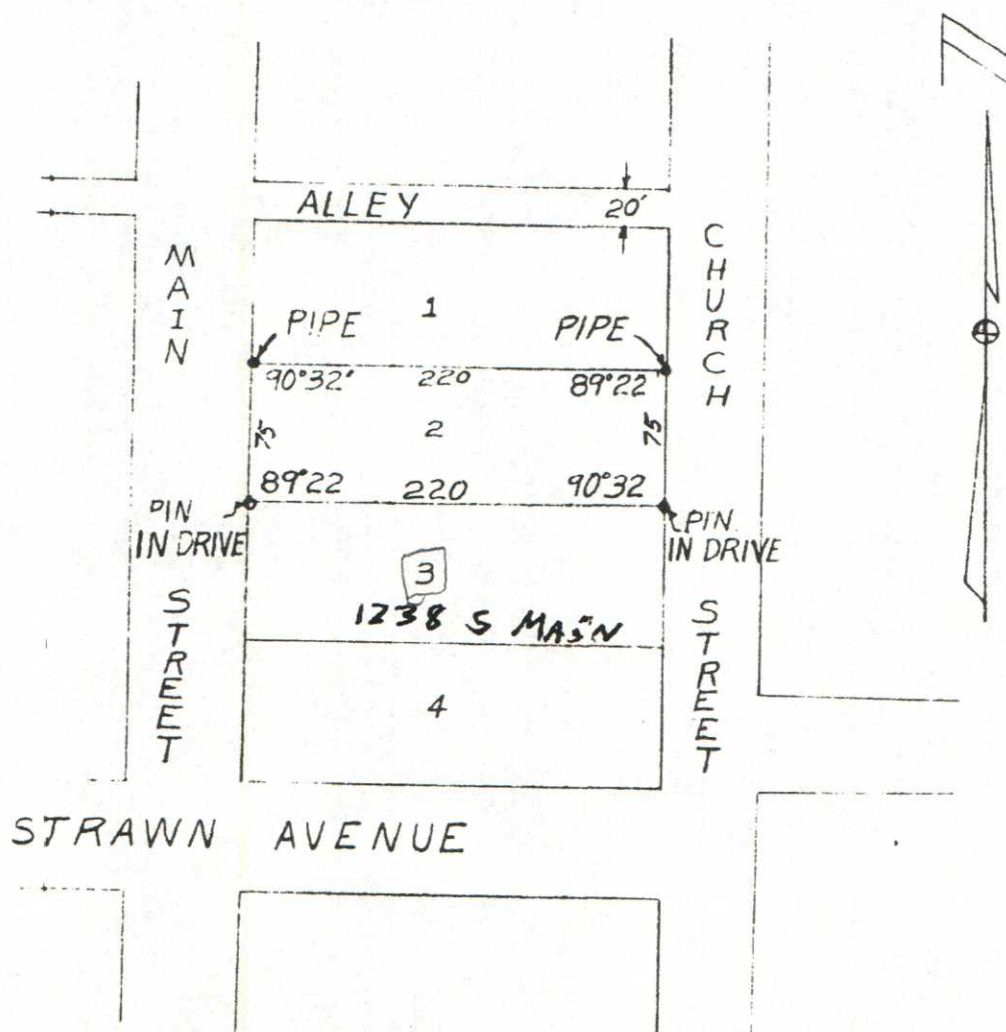 ALLEY
20'
MAIN
CHURCH
1
PIPE
PIPE
90°32'
220
89°22
75
2
75
89°22
220
90°32
PIN
IN DRIVE
PIN
IN DRIVE
3
1238 S MAIN
STREET
STREET
4
STRAWN AVENUE